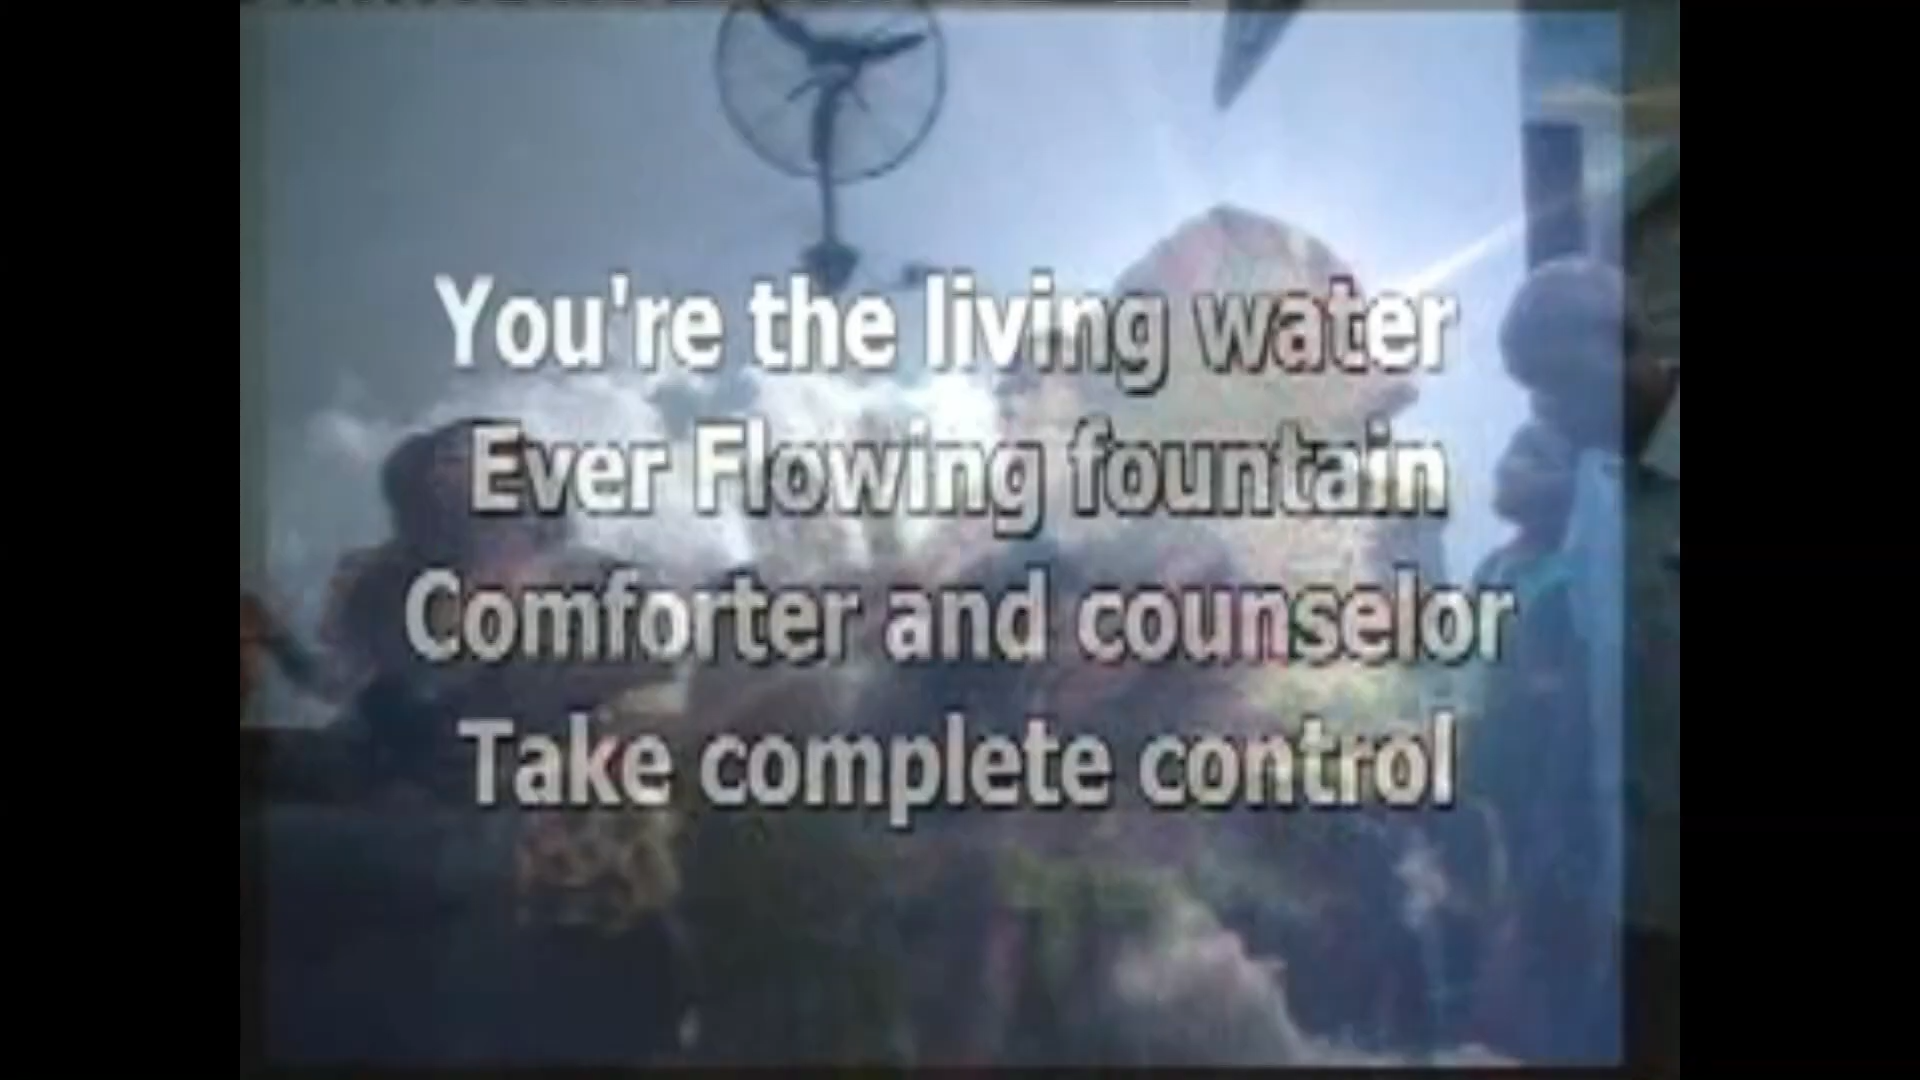 You're the living water
Ever Flowing fountain
Comforter and counselor
Take complete control